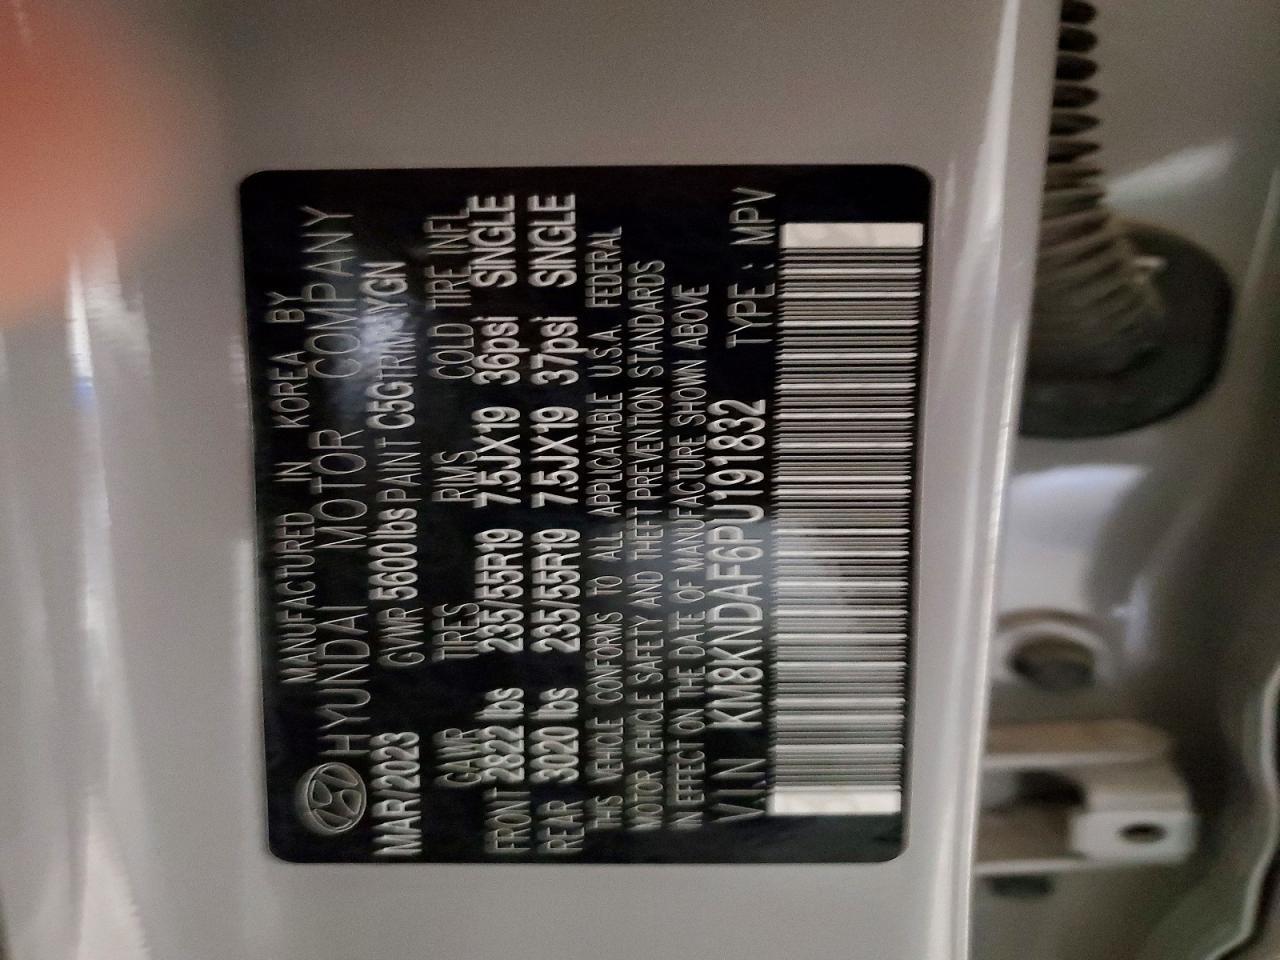 MANUFACTURED IN KOREA BY
HYUNDAI MOTOR COMPANY
MAR/2023 GVWR 5600lbs PAINT C5G TRIM YGN
GAWR TIRES RIMS COLD TIRE INFL
FRONT 2822 lbs 235/55R19 7.5JX19 36psi SINGLE
REAR 3020 lbs 235/55R19 7.5JX19 37psi SINGLE
THIS VEHICLE CONFORMS TO ALL APPLICATABLE U.S.A. FEDERAL
MOTOR VEHICLE SAFETY AND THEFT PREVENTION STANDARDS
IN EFFECT ON THE DATE OF MANUFACTURE SHOWN ABOVE
VIN KM8KNDAF6PU191832 TYPE: MPV